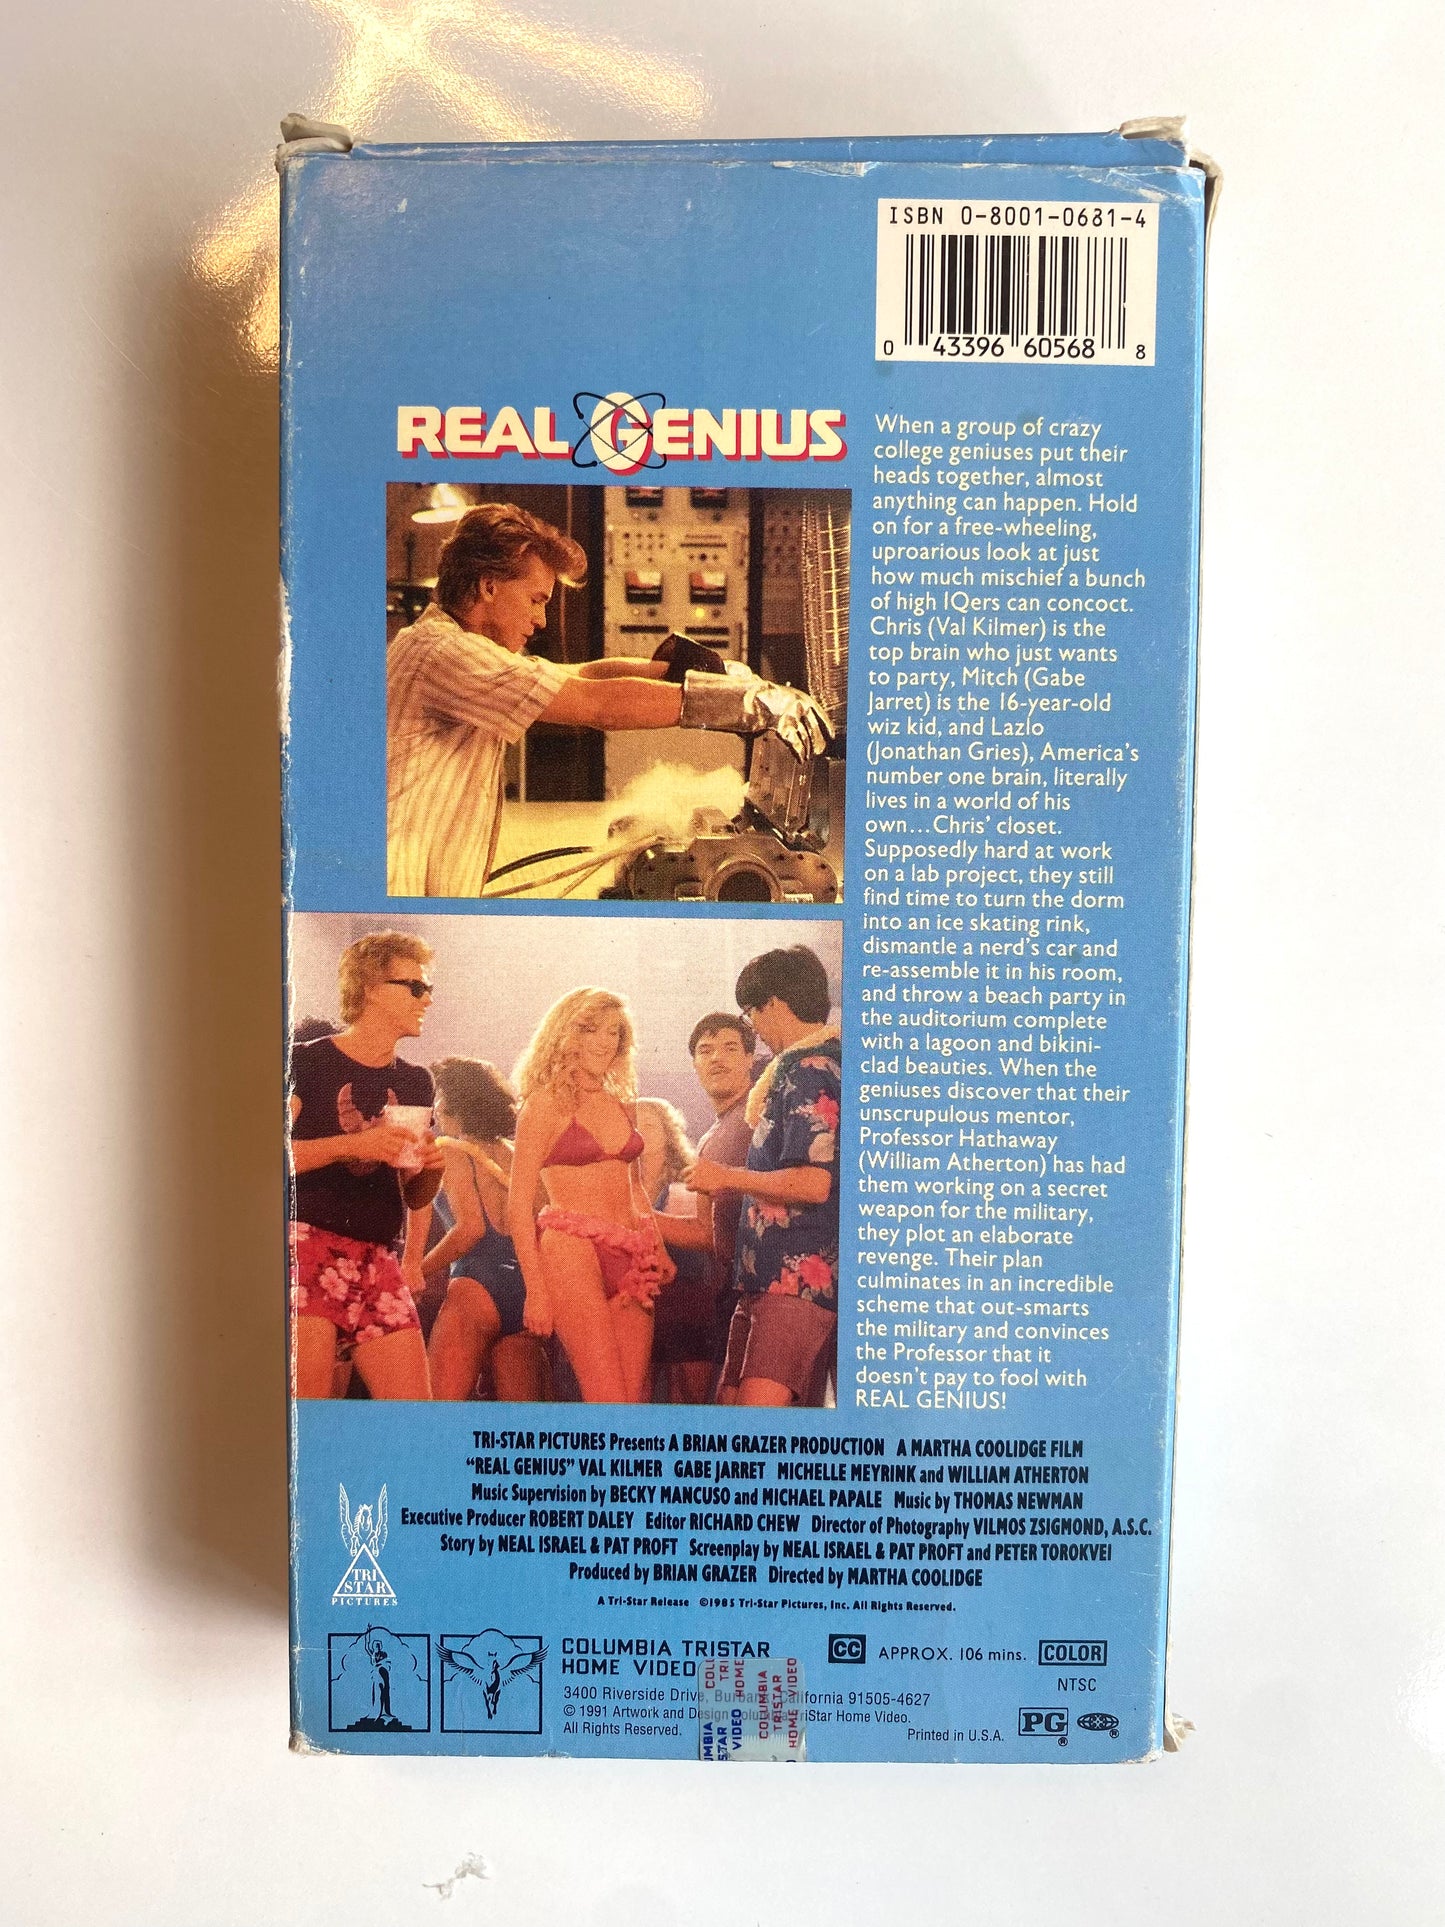 ISBN 0-8001-0681-4
0 43396 60568 8
REAL GENIUS
When a group of crazy
college geniuses put their
heads together, almost
anything can happen. Hold
on for a free-wheeling,
uproarious look at just
how much mischief a bunch
of high IQers can concoct.
Chris (Val Kilmer) is the
top brain who just wants
to party, Mitch (Gabe
Jarret) is the 16-year-old
wiz kid, and Lazlo
(Jonathan Gries), America's
number one brain, literally
lives in a world of his
own...Chris' closet.
Supposedly hard at work
on a lab project, they still
find time to turn the dorm
into an ice skating rink,
dismantle a nerd's car and
re-assemble it in his room,
and throw a beach party in
the auditorium complete
with a lagoon and bikini-
clad beauties. When the
geniuses discover that their
unscrupulous mentor,
Professor Hathaway
(William Atherton) has had
them working on a secret
weapon for the military,
they plot an elaborate
revenge. Their plan
culminates in an incredible
scheme that out-smarts
the military and convinces
the Professor that it
doesn't pay to fool with
REAL GENIUS!
TRI-STAR PICTURES Presents A BRIAN GRAZER PRODUCTION A MARTHA COOLIDGE FILM
"REAL GENIUS" VAL KILMER GABE JARRET MICHELLE MEYRINK and WILLIAM ATHERTON
Music Supervision by BECKY MANCUSO and MICHAEL PAPALE Music by THOMAS NEWMAN
Executive Producer ROBERT DALEY Editor RICHARD CHEW Director of Photography VILMOS ZSIGMOND, A.S.C.
Story by NEAL ISRAEL & PAT PROFT Screenplay by NEAL ISRAEL & PAT PROFT and PETER TOROKVEI
Produced by BRIAN GRAZER Directed by MARTHA COOLIDGE
A Tri-Star Release ©1985 Tri-Star Pictures, Inc. All Rights Reserved.
TRI
STAR
PICTURES
COLUMBIA TRISTAR
HOME VIDEO
3400 Riverside Drive, Burbank, California 91505-4627
© 1991 Artwork and Design Columbia TriStar Home Video.
All Rights Reserved.
COLUMBIA
TRISTAR
HOME VIDEO
CC APPROX. 106 mins. COLOR
NTSC
Printed in U.S.A.
PG ® ®